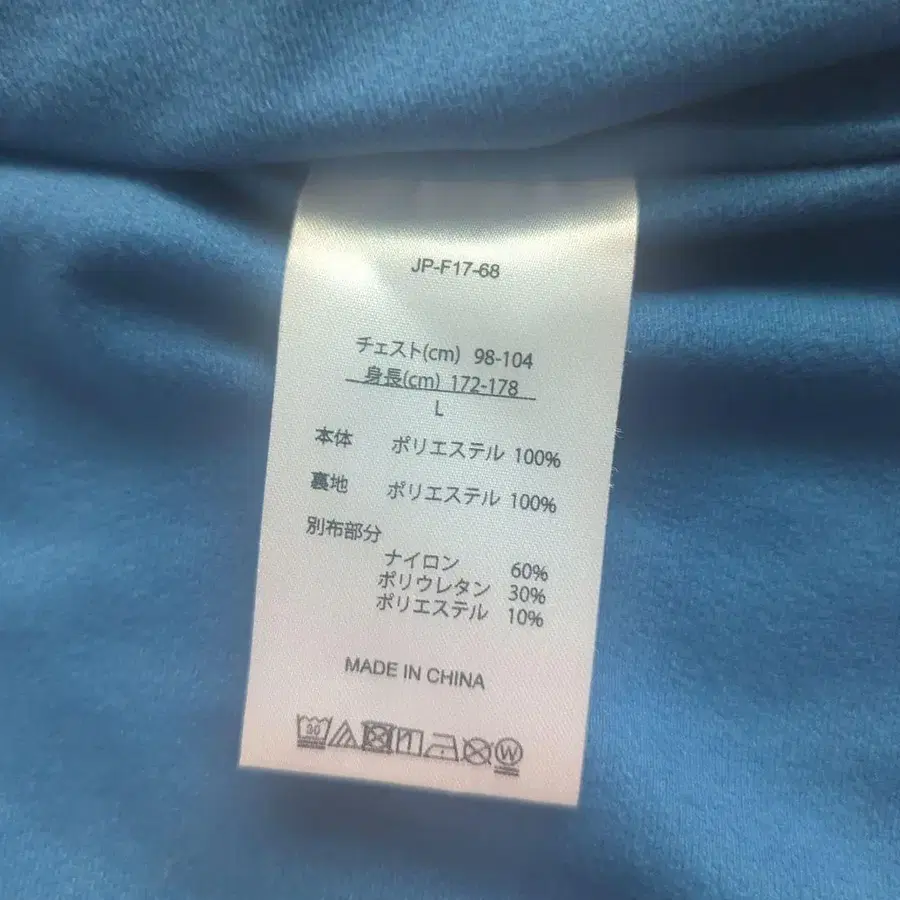 JP-F17-68
チェスト(cm) 98-104
身長(cm) 172-178
L
本体 ポリエステル 100%
裏地 ポリエステル 100%
別布部分
ナイロン 60%
ポリウレタン 30%
ポリエステル 10%
MADE IN CHINA
30 W